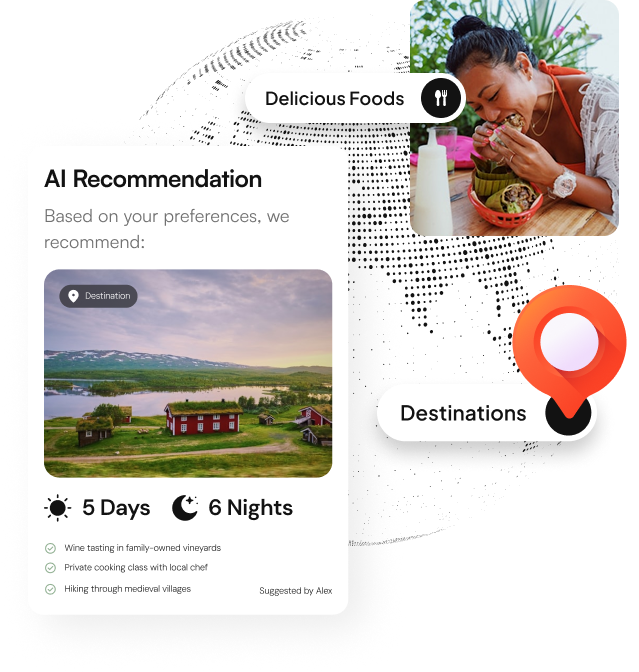 Delicious Foods
AI Recommendation
Based on your preferences, we
recommend:
Destination
Destinations
5 Days
6 Nights
Wine tasting in family-owned vineyards
Private cooking class with local chef
Hiking through medieval villages
Suggested by Alex